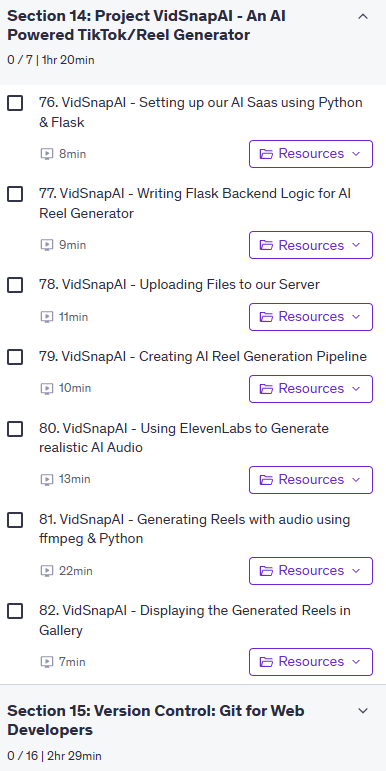 Section 14: Project VidSnapAI - An AI
Powered TikTok/Reel Generator
0 / 7 | 1hr 20min
76. VidSnapAI - Setting up our AI Saas using Python
& Flask
8min
Resources
77. VidSnapAI - Writing Flask Backend Logic for AI
Reel Generator
9min
Resources
78. VidSnapAI - Uploading Files to our Server
11min
Resources
79. VidSnapAI - Creating AI Reel Generation Pipeline
10min
Resources
80. VidSnapAI - Using ElevenLabs to Generate
realistic AI Audio
13min
Resources
81. VidSnapAI - Generating Reels with audio using
ffmpeg & Python
22min
Resources
82. VidSnapAI - Displaying the Generated Reels in
Gallery
7min
Resources
Section 15: Version Control: Git for Web
Developers
0 / 16 | 2hr 29min